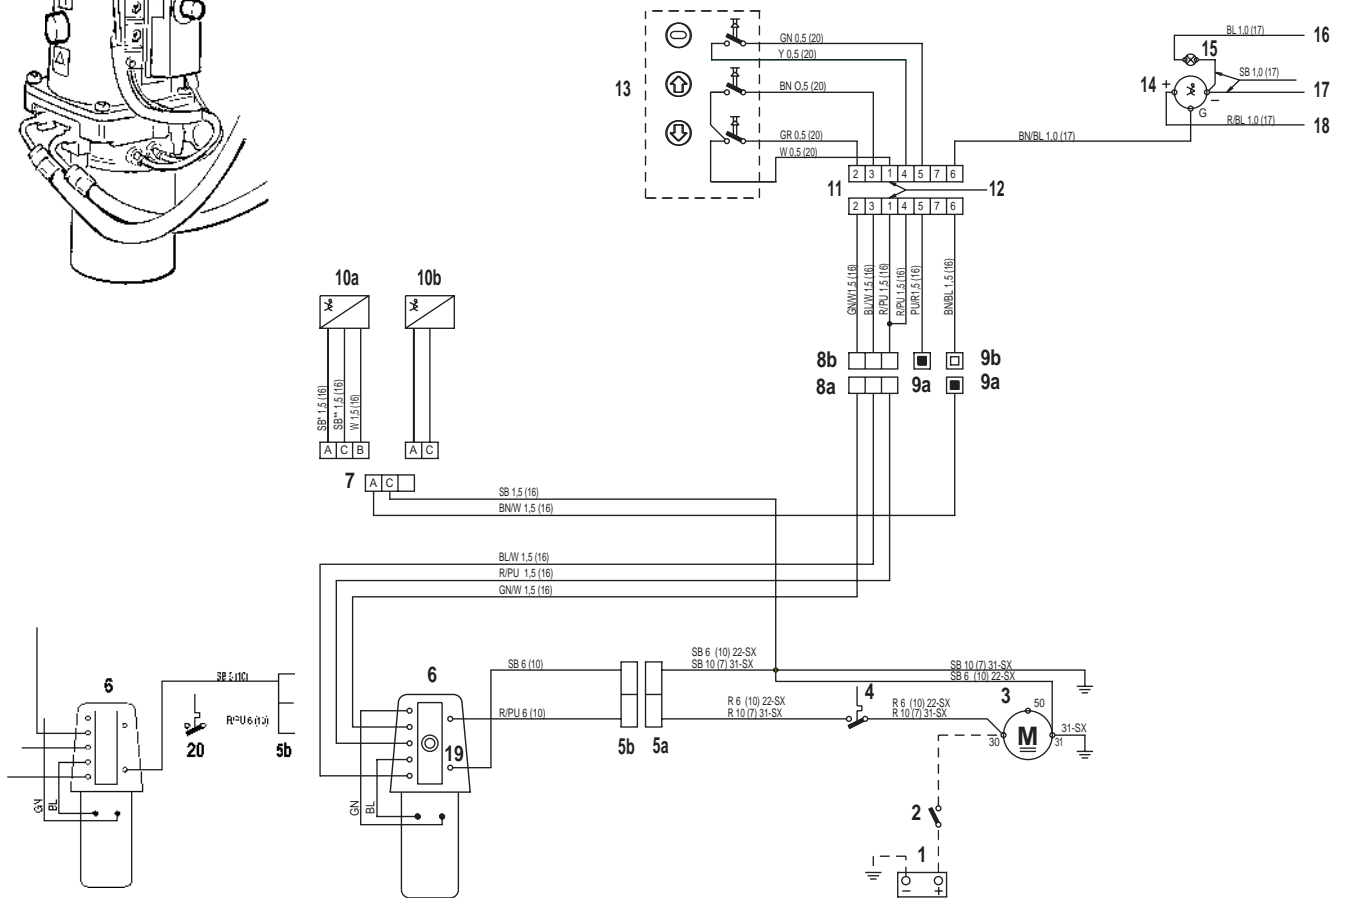 GN 0,5 (20)
Y 0,5 (20)
BN O,5 (20)
GR 0,5 (20)
W 0,5 (20)
13
BL 1,0 (17)
16
15
SB 1,0 (17)
14 +
−
17
G
R/BL 1,0 (17)
18
BN/BL 1,0 (17)
2 3 1 4 5 7 6
11
12
2 3 1 4 5 7 6
GN/W1,5 (16)
BL/W 1,5 (16)
R/PU 1,5 (16)
R/PU 1,5 (16)
PU/R1,5 (16)
BN/BL 1,5 (16)
10a
10b
SB* 1,5 (16)
SB** 1,5 (16)
W 1,5 (16)
A C B
A C
8b
9b
8a
9a
9a
7
A C
SB 1,5 (16)
BN/W 1,5 (16)
BL/W 1,5 (16)
R/PU 1,5 (16)
GN/W 1,5 (16)
6
20
5b
GN
BL
6
19
GN
BL
SB 6 (10)
R/PU 6 (10)
5b
5a
SB 6 (10) 22-SX
SB 10 (7) 31-SX
R 6 (10) 22-SX
R 10 (7) 31-SX
4
SB 10 (7) 31-SX
SB 6 (10) 22-SX
R 6 (10) 22-SX
R 10 (7) 31-SX
3
50
M
30
31
31-SX
2
1
− +